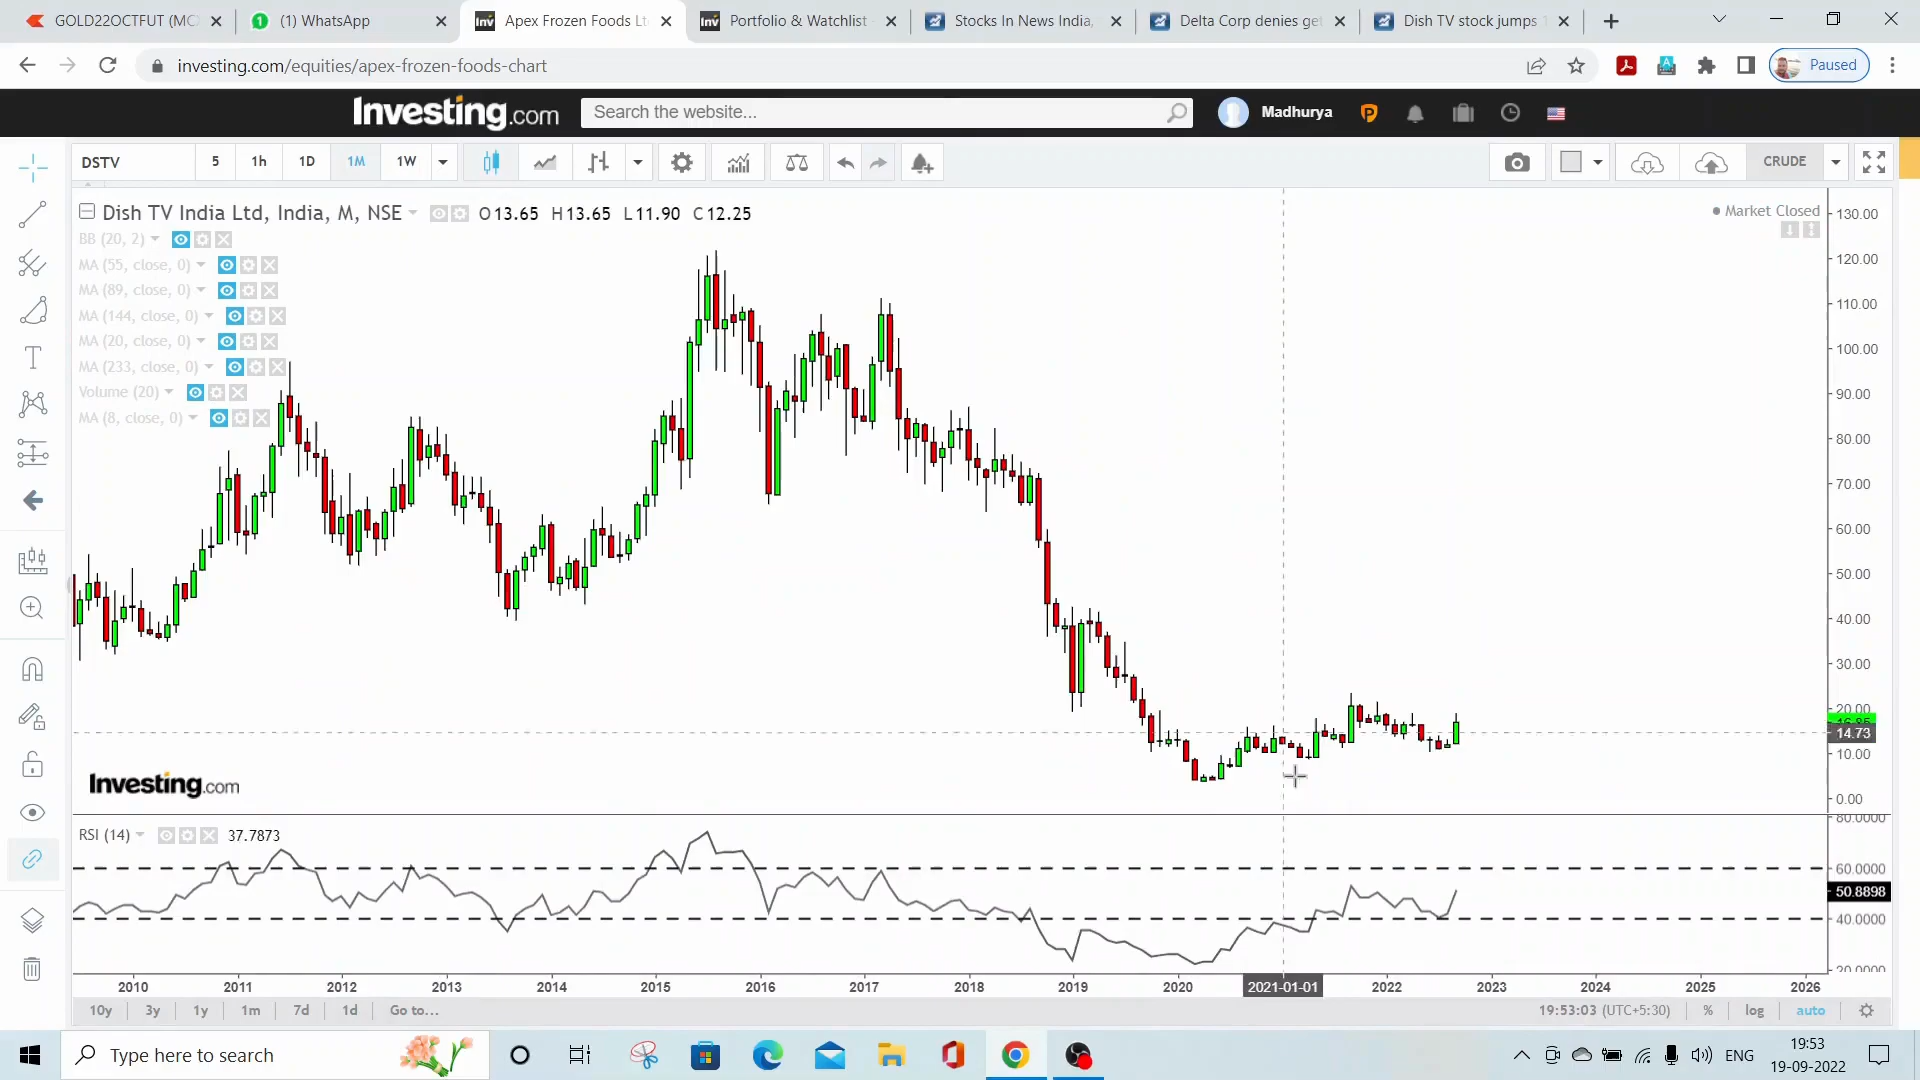 GOLD22OCTFUT (MC
(1) WhatsApp
Apex Frozen Foods Lt
Portfolio & Watchlist
Stocks In News India,
Delta Corp denies get
Dish TV stock jumps 1
investing.com/equities/apex-frozen-foods-chart
Paused
Investing.com
Search the website...
Madhurya
DSTV
5
1h
1D
1M
1W
CRUDE
Dish TV India Ltd, India, M, NSE
O13.65 H13.65 L11.90 C12.25
Market Closed
BB (20, 2)
MA (55, close, 0)
MA (89, close, 0)
MA (144, close, 0)
MA (20, close, 0)
MA (233, close, 0)
Volume (20)
MA (8, close, 0)
130.00
120.00
110.00
100.00
90.00
80.00
70.00
60.00
50.00
40.00
30.00
20.00
16.85
14.73
10.00
0.00
Investing.com
RSI (14)
37.7873
80.0000
60.0000
50.8898
40.0000
20.0000
2010
2011
2012
2013
2014
2015
2016
2017
2018
2019
2020
2021-01-01
2022
2023
2024
2025
2026
10y
3y
1y
1m
7d
1d
Go to...
19:53:03 (UTC+5:30)
%
log
auto
Type here to search
ENG
19:53
19-09-2022